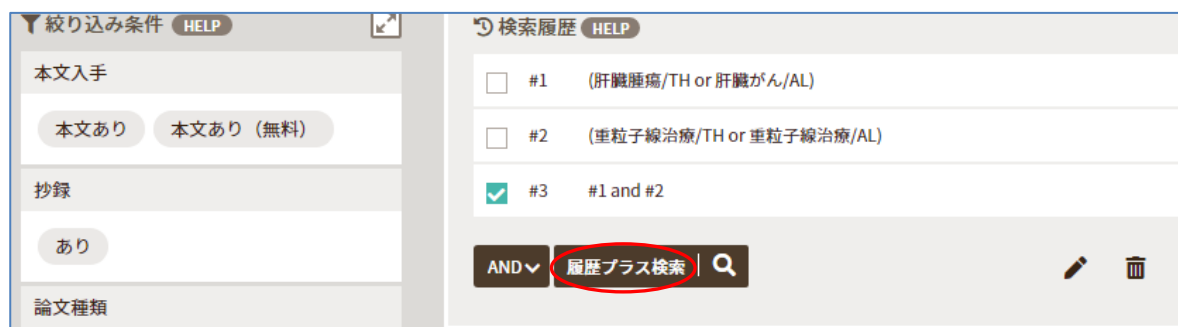 絞り込み条件 HELP
本文入手
本文あり 本文あり（無料）
抄録
あり
論文種類
検索履歴 HELP
#1 (肝臓腫瘍/TH or 肝臓がん/AL)
#2 (重粒子線治療/TH or 重粒子線治療/AL)
#3 #1 and #2
AND 履歴プラス検索